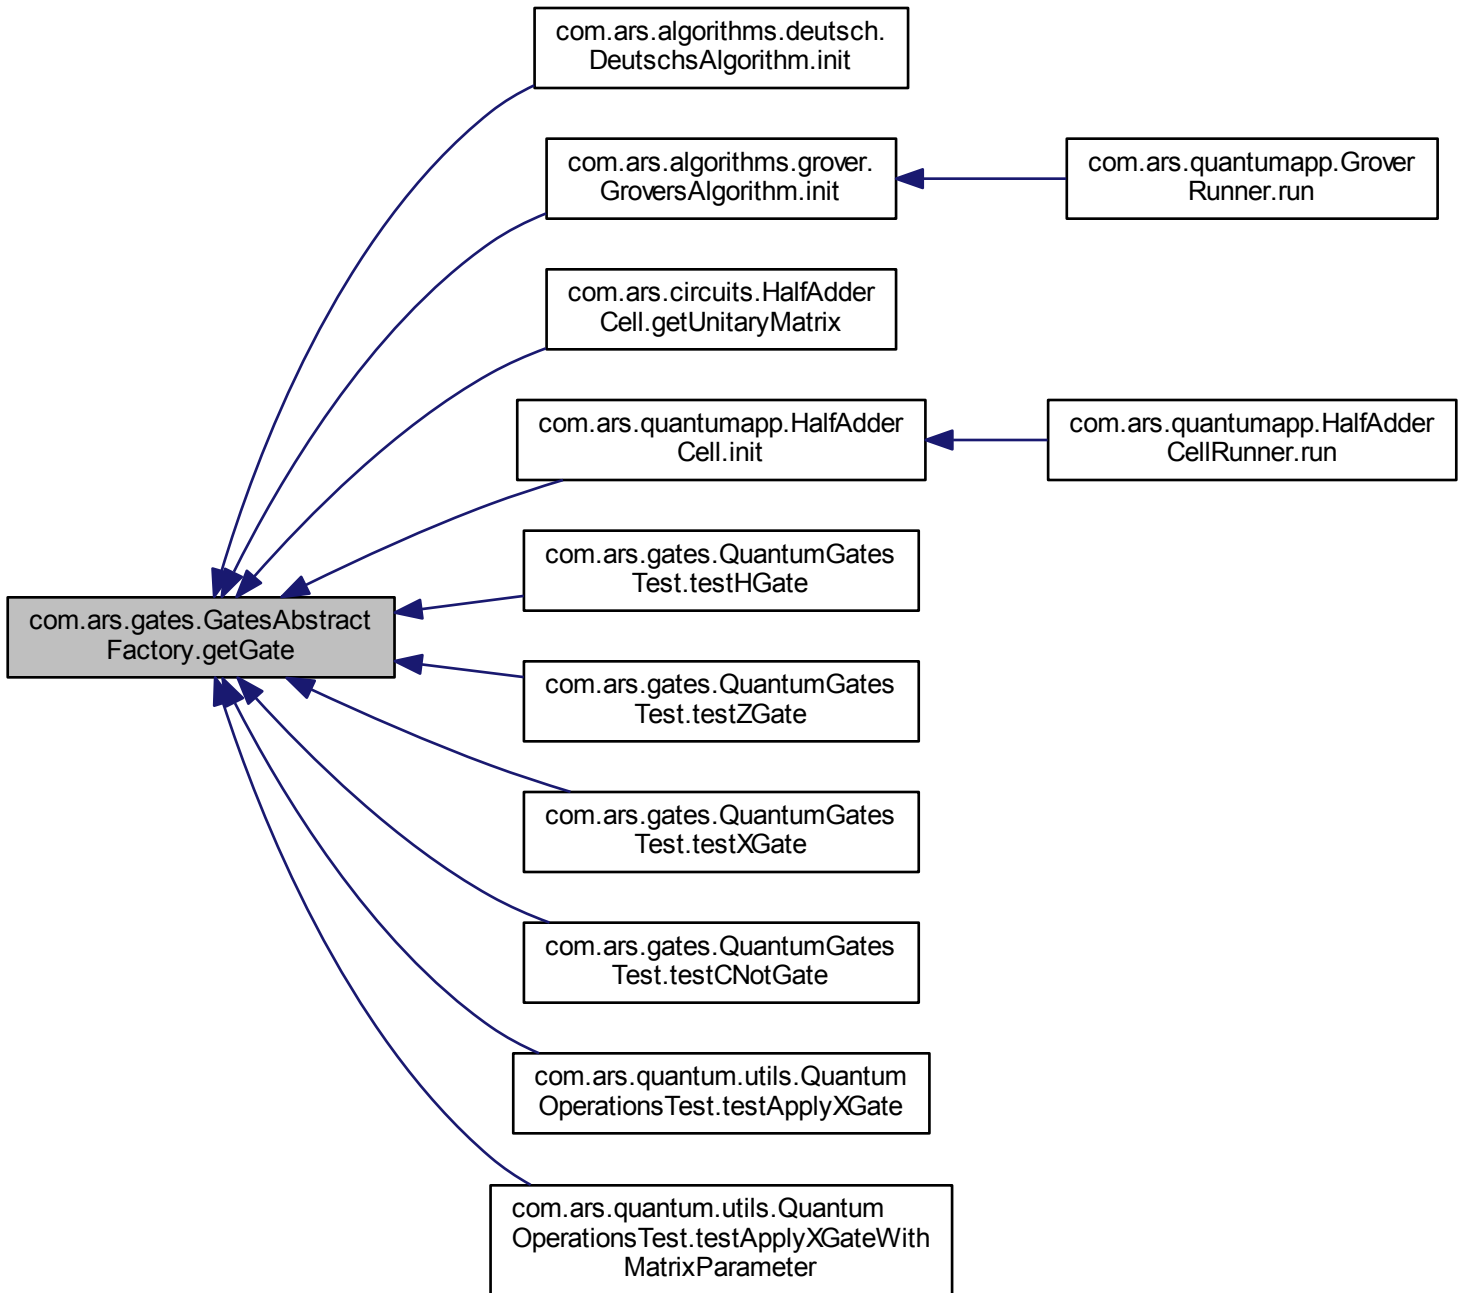 com.ars.algorithms.deutsch.
DeutschsAlgorithm.init
com.ars.algorithms.grover.
GroversAlgorithm.init
com.ars.quantumapp.Grover
Runner.run
com.ars.circuits.HalfAdder
Cell.getUnitaryMatrix
com.ars.quantumapp.HalfAdder
Cell.init
com.ars.quantumapp.HalfAdder
CellRunner.run
com.ars.gates.QuantumGates
Test.testHGate
com.ars.gates.GatesAbstract
Factory.getGate
com.ars.gates.QuantumGates
Test.testZGate
com.ars.gates.QuantumGates
Test.testXGate
com.ars.gates.QuantumGates
Test.testCNotGate
com.ars.quantum.utils.Quantum
OperationsTest.testApplyXGate
com.ars.quantum.utils.Quantum
OperationsTest.testApplyXGateWith
MatrixParameter